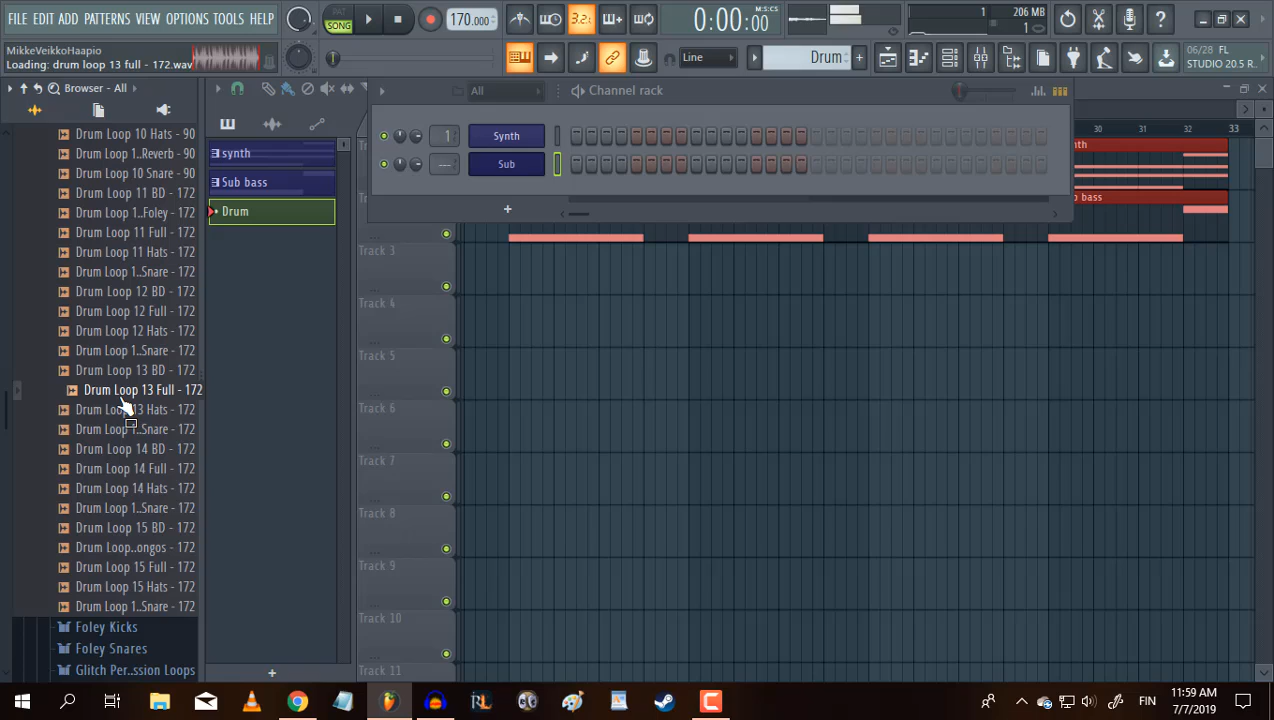 FILE EDIT ADD PATTERNS VIEW OPTIONS TOOLS HELP
PAT
SONG
170.000
3.2.
0:00:00
M:S:CS
1
206 MB
1
MikkeVeikkoHaapio
Loading: drum loop 13 full - 172.wav
Line
Drum
06/28 FL
STUDIO 20.5 R..
Browser - All
All
Channel rack
30
31
32
33
Drum Loop 10 Hats - 90
Drum Loop 1..Reverb - 90
Drum Loop 10 Snare - 90
Drum Loop 11 BD - 172
Drum Loop 1..Foley - 172
Drum Loop 11 Full - 172
Drum Loop 11 Hats - 172
Drum Loop 1..Snare - 172
Drum Loop 12 BD - 172
Drum Loop 12 Full - 172
Drum Loop 12 Hats - 172
Drum Loop 1..Snare - 172
Drum Loop 13 BD - 172
Drum Loop 13 Full - 172
Drum Loop 13 Hats - 172
Drum Loop 1..Snare - 172
Drum Loop 14 BD - 172
Drum Loop 14 Full - 172
Drum Loop 14 Hats - 172
Drum Loop 1..Snare - 172
Drum Loop 15 BD - 172
Drum Loop..ongos - 172
Drum Loop 15 Full - 172
Drum Loop 15 Hats - 172
Drum Loop 1..Snare - 172
Foley Kicks
Foley Snares
Glitch Per..ssion Loops
synth
Sub bass
Drum
1
Synth
---
Sub
nth
bass
Track 3
Track 4
Track 5
Track 6
Track 7
Track 8
Track 9
Track 10
Track 11
FIN
11:59 AM
7/7/2019